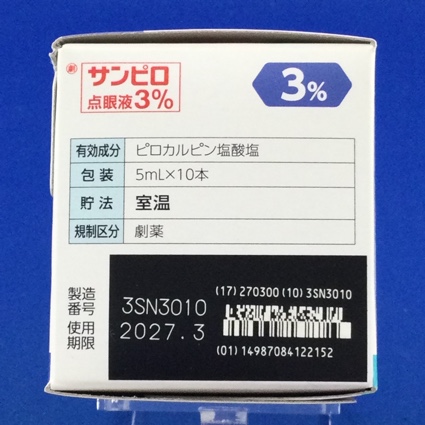 劇
サンピロ
点眼液3%
3%
有効成分 ピロカルピン塩酸塩
包装 5mL×10本
貯法 室温
規制区分 劇薬
(17) 270300 (10) 3SN3010
製造番号 3SN3010
使用期限 2027.3
(01) 14987084122152